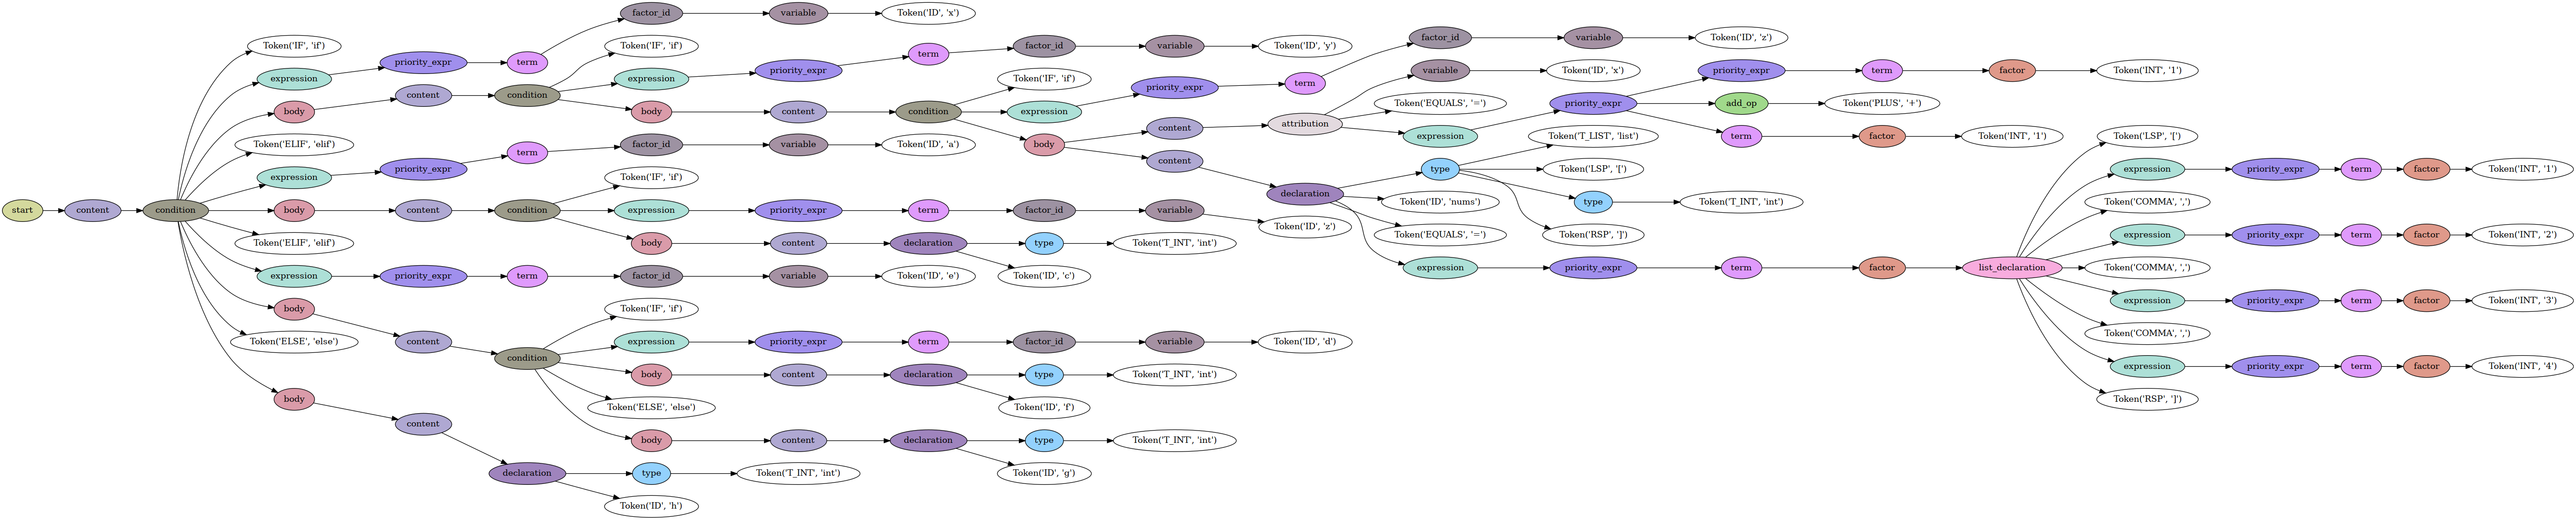 factor_id variable Token('ID', 'x')
factor_id variable Token('ID', 'z')
Token('IF', 'if') Token('IF', 'if') factor_id variable Token('ID', 'y')
term
expression priority_expr term priority_expr Token('IF', 'if') variable Token('ID', 'x') priority_expr term factor Token('INT', '1')
expression priority_expr term
body content condition content condition Token('IF', 'if') expression attribution Token('EQUALS', '=') priority_expr add_op Token('PLUS', '+')
body content condition expression
content expression term factor Token('INT', '1') Token('LSP', '[')
Token('ELIF', 'elif') factor_id variable Token('ID', 'a') body Token('T_LIST', 'list')
term content
expression priority_expr type Token('LSP', '[') expression priority_expr term factor Token('INT', '1')
Token('IF', 'if') declaration Token('ID', 'nums') type Token('T_INT', 'int') Token('COMMA', ',')
start content condition body content condition expression priority_expr term factor_id variable Token('ID', 'z')
Token('EQUALS', '=') Token('RSP', ']') expression priority_expr term factor Token('INT', '2')
Token('ELIF', 'elif') body content declaration type Token('T_INT', 'int')
expression priority_expr term factor list_declaration Token('COMMA', ',')
expression priority_expr term factor_id variable Token('ID', 'e') Token('ID', 'c')
body Token('IF', 'if') expression priority_expr term factor Token('INT', '3')
Token('COMMA', ',')
Token('ELSE', 'else') content expression priority_expr term factor_id variable Token('ID', 'd')
condition expression priority_expr term factor Token('INT', '4')
body content declaration type Token('T_INT', 'int')
body Token('ELSE', 'else') Token('ID', 'f') Token('RSP', ']')
content
body content declaration type Token('T_INT', 'int')
declaration type Token('T_INT', 'int') Token('ID', 'g')
Token('ID', 'h')